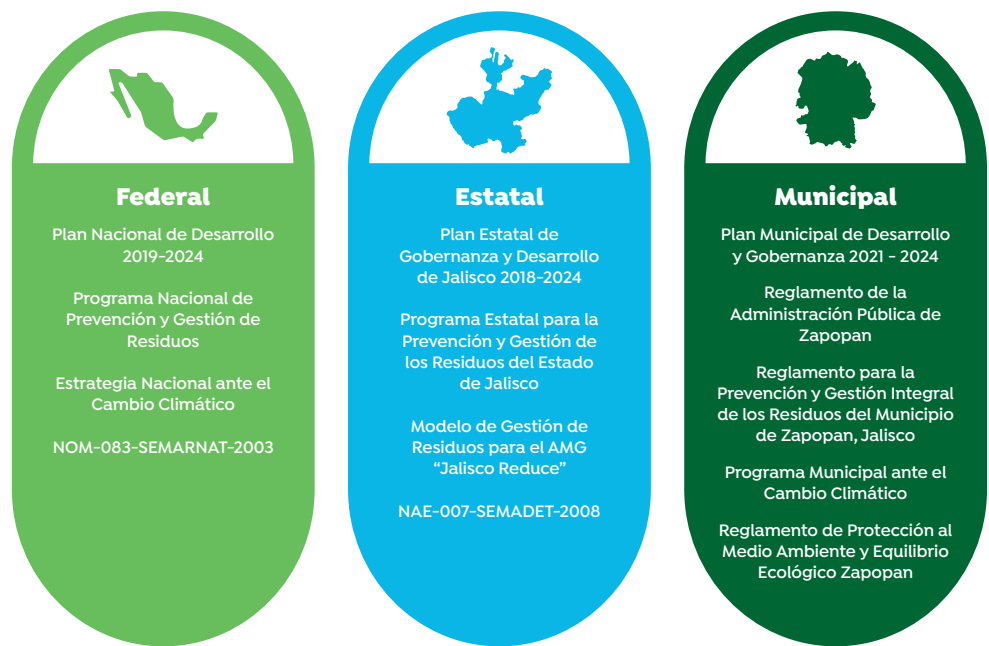 Federal
Plan Nacional de Desarrollo
2019-2024
Programa Nacional de
Prevención y Gestión de
Residuos
Estrategia Nacional ante el
Cambio Climático
NOM-083-SEMARNAT-2003
Estatal
Plan Estatal de
Gobernanza y Desarrollo
de Jalisco 2018-2024
Programa Estatal para la
Prevención y Gestión de
los Residuos del Estado
de Jalisco
Modelo de Gestión de
Residuos para el AMG
“Jalisco Reduce”
NAE-007-SEMADET-2008
Municipal
Plan Municipal de Desarrollo
y Gobernanza 2021 - 2024
Reglamento de la
Administración Pública de
Zapopan
Reglamento para la
Prevención y Gestión Integral
de los Residuos del Municipio
de Zapopan, Jalisco
Programa Municipal ante el
Cambio Climático
Reglamento de Protección al
Medio Ambiente y Equilibrio
Ecológico Zapopan